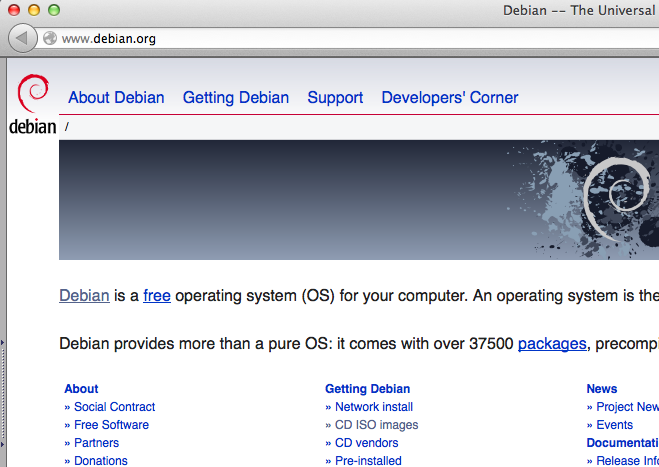 Debian -- The Universal
www.debian.org
About Debian Getting Debian Support Developers' Corner
debian /
Debian is a free operating system (OS) for your computer. An operating system is the
Debian provides more than a pure OS: it comes with over 37500 packages, precompi
About
» Social Contract
» Free Software
» Partners
» Donations
Getting Debian
» Network install
» CD ISO images
» CD vendors
» Pre-installed
News
» Project New
» Events
Documentati
» Release Info